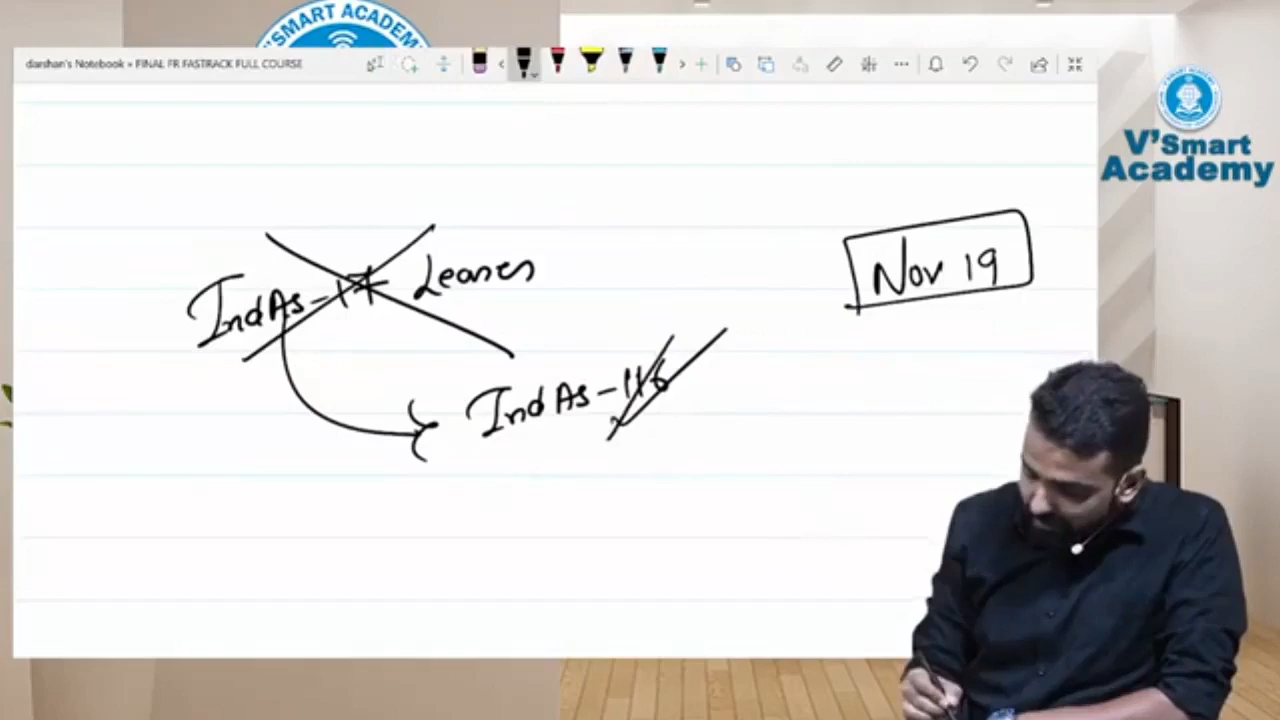 SMART ACADEMY
darshan's Notebook » FINAL FR FASTRACK FULL COURSE
V'Smart
Academy
IndAs-17 Leases
Nov 19
IndAs-116